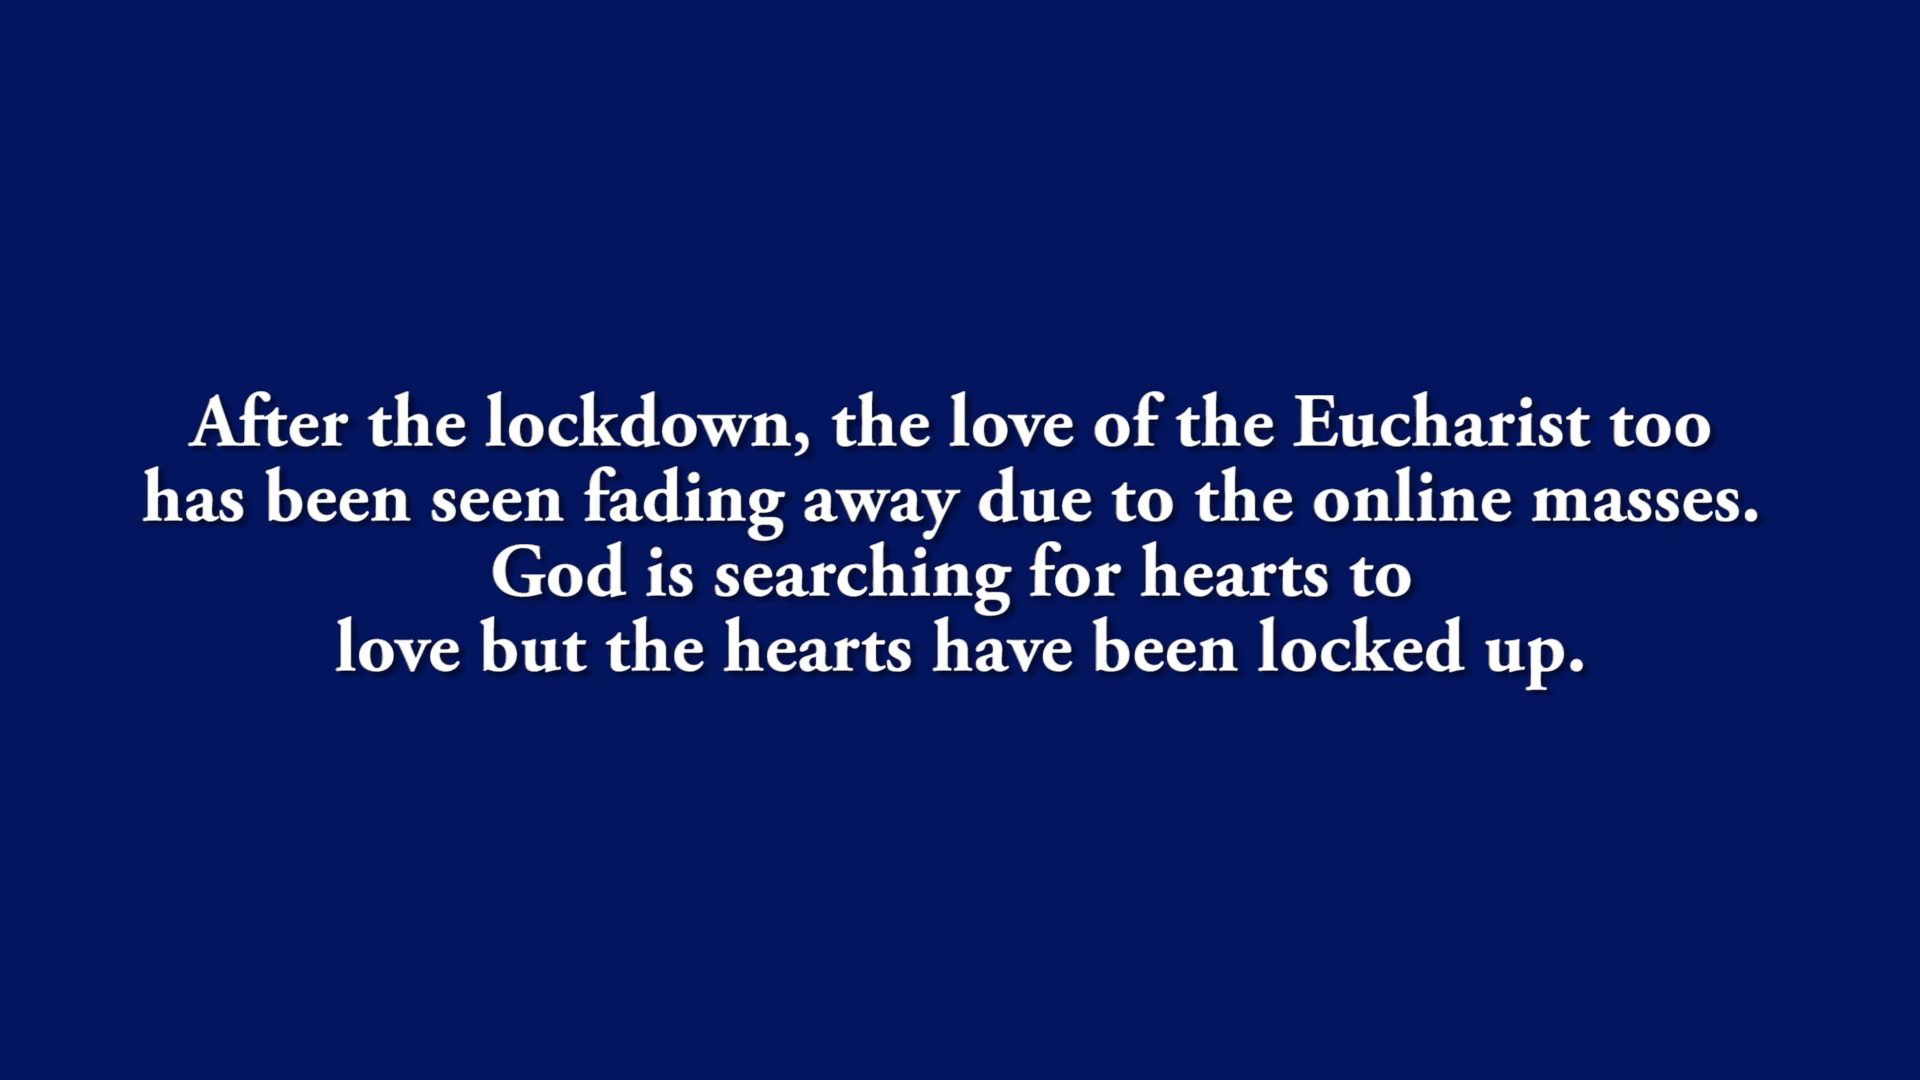 After the lockdown, the love of the Eucharist too
has been seen fading away due to the online masses.
God is searching for hearts to
love but the hearts have been locked up.